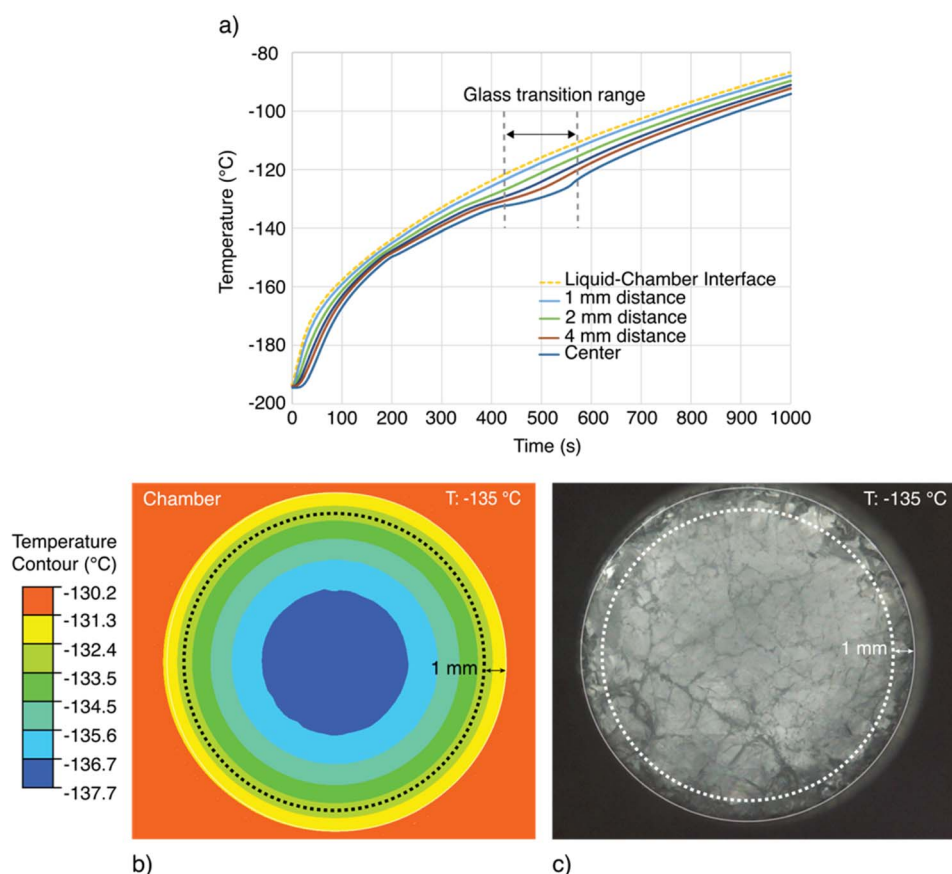 a)
-80
-100
-120
-140
-160
-180
-200
Temperature (°C)
Glass transition range
Liquid-Chamber Interface
1 mm distance
2 mm distance
4 mm distance
Center
0 100 200 300 400 500 600 700 800 900 1000
Time (s)
Temperature
Contour (°C)
-130.2
-131.3
-132.4
-133.5
-134.5
-135.6
-136.7
-137.7
Chamber
T: -135 °C
1 mm
b)
T: -135 °C
1 mm
c)